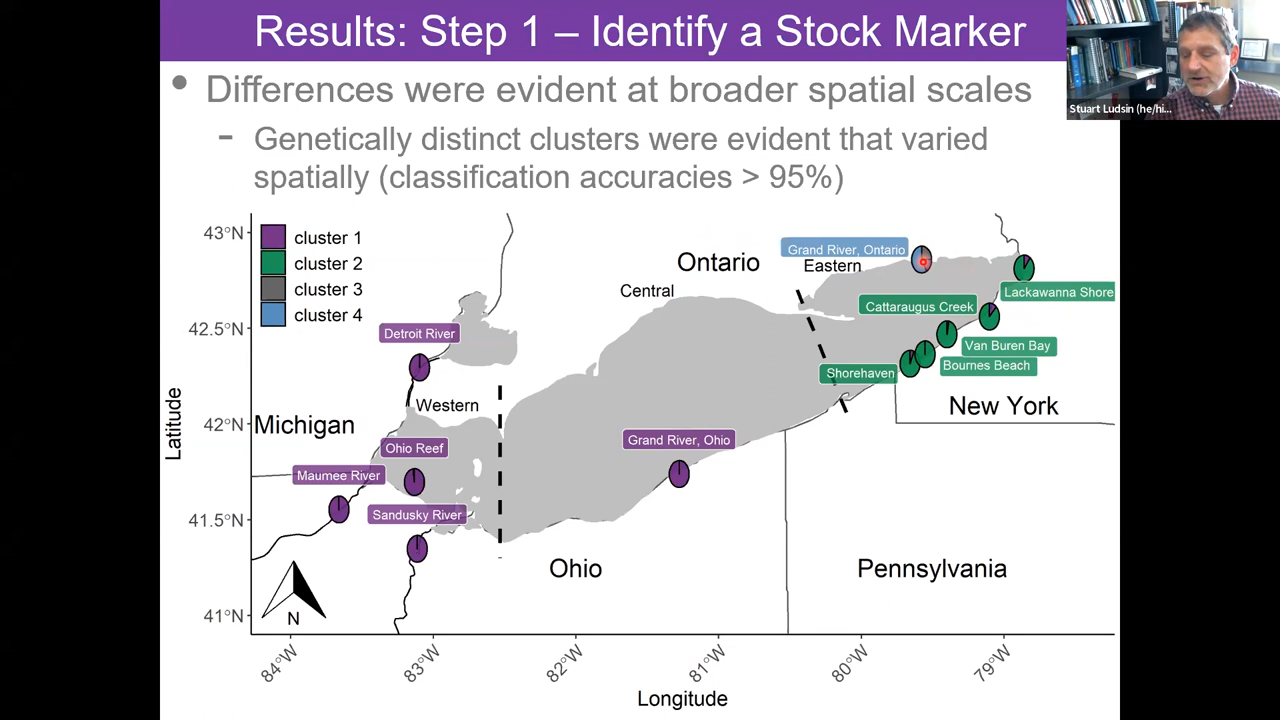 Results: Step 1 – Identify a Stock Marker
Stuart Ludsin (he/hi...
• Differences were evident at broader spatial scales
- Genetically distinct clusters were evident that varied
spatially (classification accuracies > 95%)
43°N
42.5°N
42°N
41.5°N
41°N
Latitude
cluster 1
cluster 2
cluster 3
cluster 4
Ontario
Central
Grand River, Ontario
Eastern
Lackawanna Shore
Cattaraugus Creek
Van Buren Bay
Bournes Beach
Shorehaven
New York
Detroit River
Western
Michigan
Ohio Reef
Maumee River
Sandusky River
Grand River, Ohio
Ohio
Pennsylvania
N
84°W
83°W
82°W
81°W
80°W
79°W
Longitude